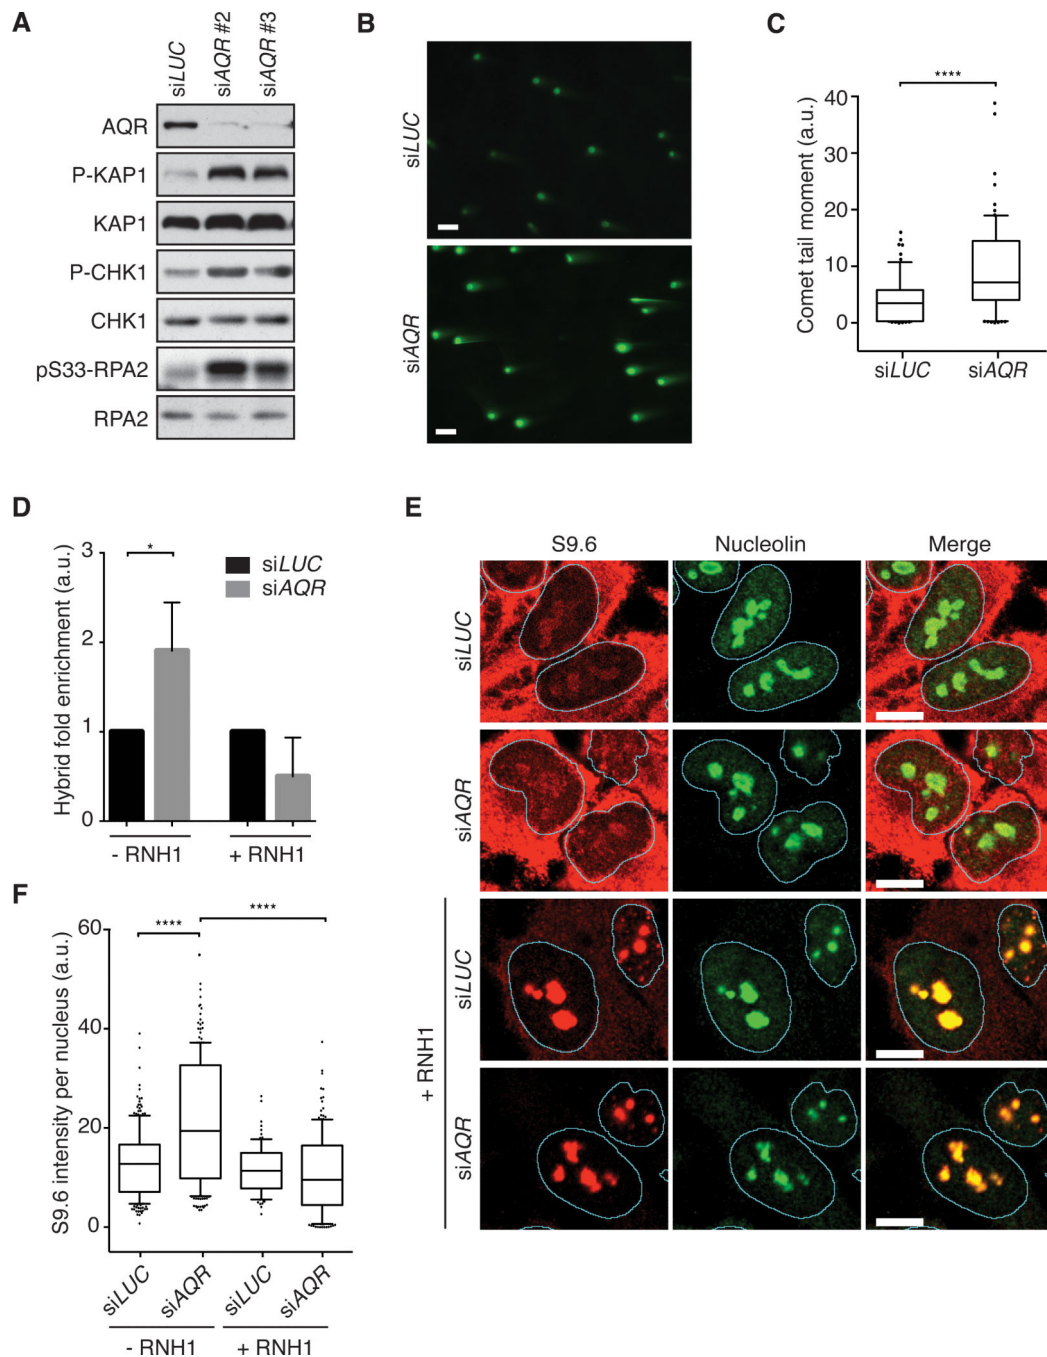 A
siLUC
siAQR #2
siAQR #3
AQR
P-KAP1
KAP1
P-CHK1
CHK1
pS33-RPA2
RPA2
B
siLUC
siAQR
C
****
Comet tail moment (a.u.)
40
30
20
10
0
siLUC
siAQR
D
Hybrid fold enrichment (a.u.)
3
2
1
0
*
siLUC
siAQR
- RNH1
+ RNH1
E
S9.6
Nucleolin
Merge
siLUC
siAQR
+ RNH1
siLUC
siAQR
F
S9.6 intensity per nucleus (a.u.)
60
40
20
0
****
****
siLUC
siAQR
siLUC
siAQR
- RNH1
+ RNH1